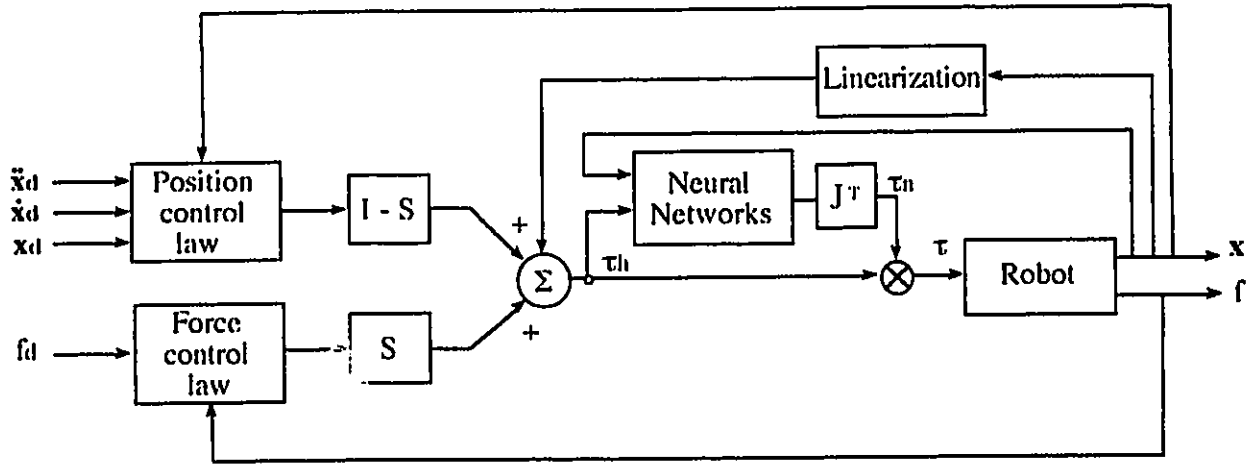 Linearization
ẍd
ẋd
xd
Position
control
law
I - S
Neural
Networks
Jᵀ
τn
+
τh
Σ
τ
Robot
x
f
fd
Force
control
law
S
+